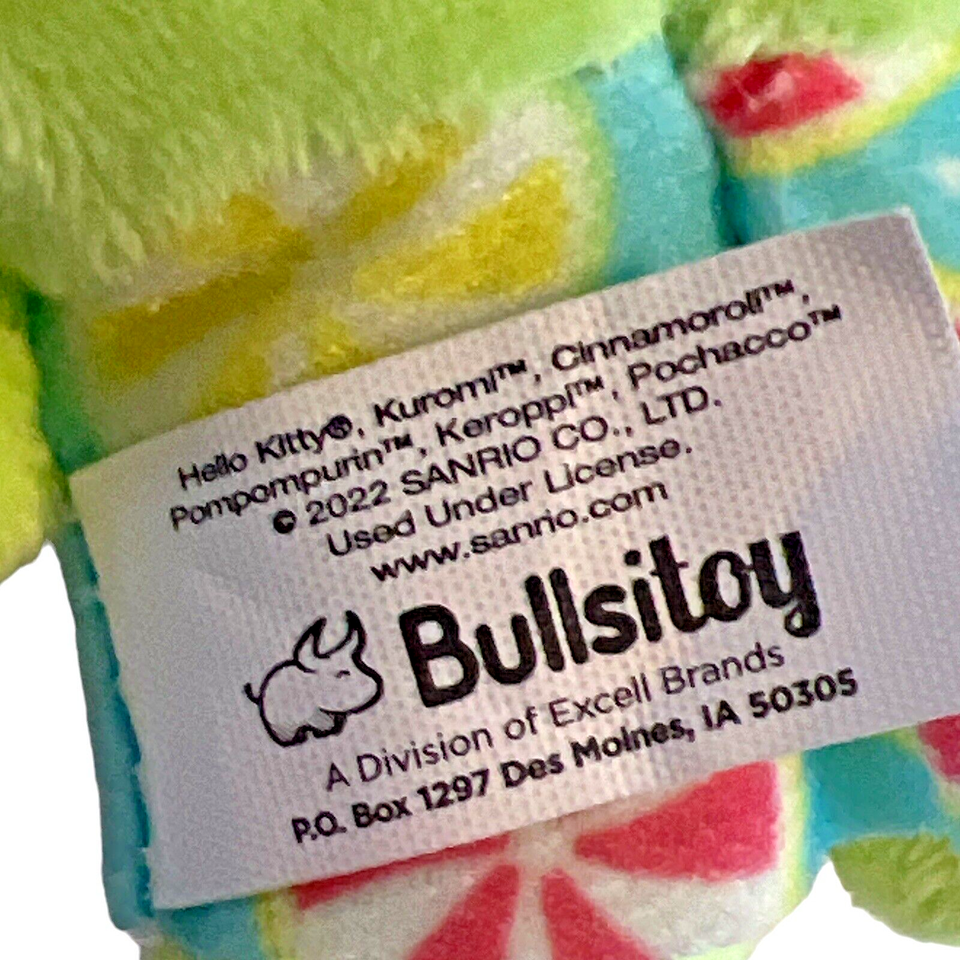 Hello Kitty®, Kuromi™, Cinnamoroll™,
Pompompurin™, Keroppi™, Pochacco™
© 2022 SANRIO CO., LTD.
Used Under License.
www.sanrio.com
Bullsitoy
A Division of Excell Brands
P.O. Box 1297 Des Moines, IA 50305